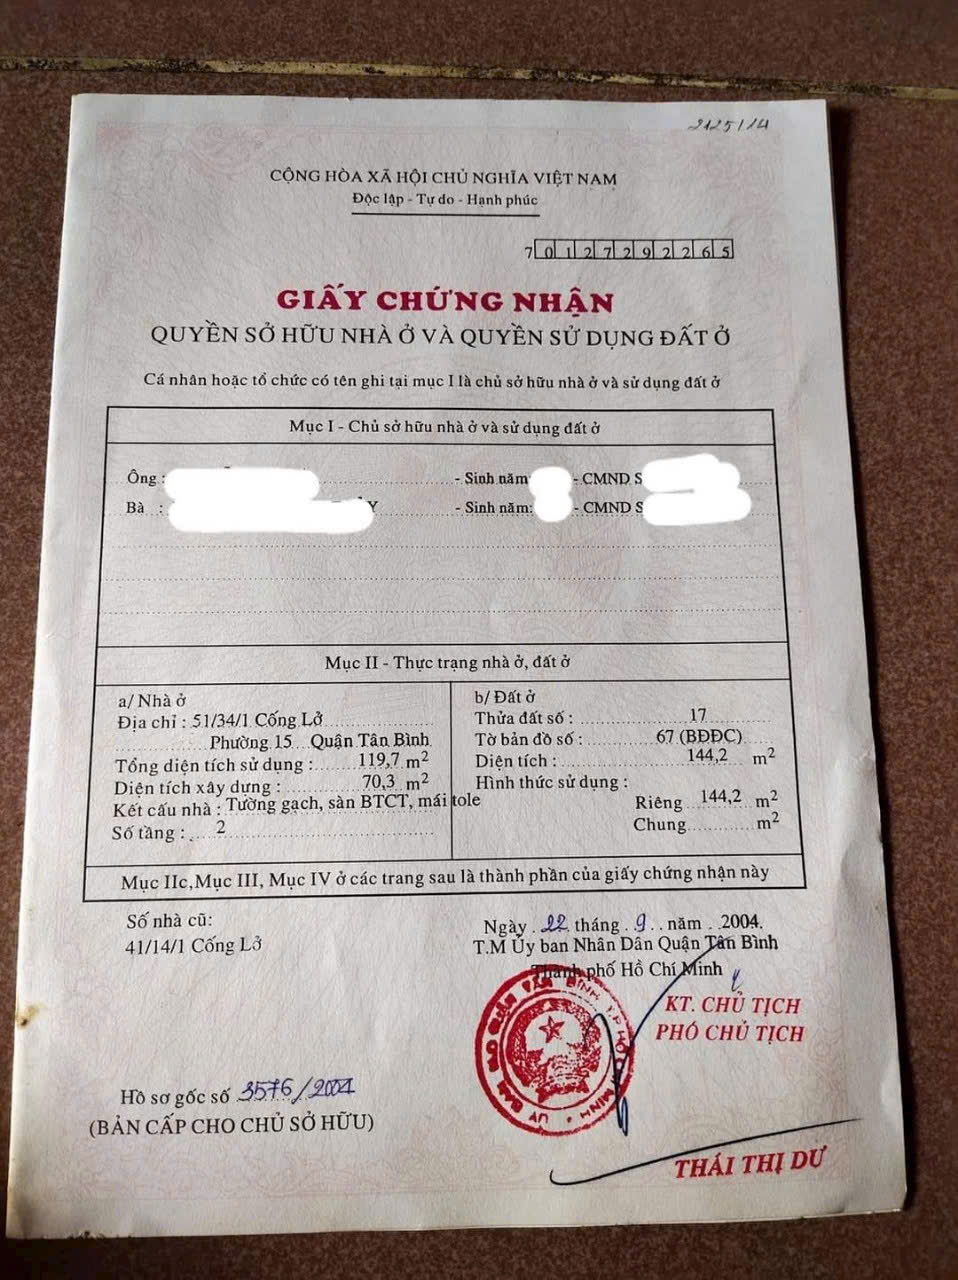 2125/14
CỘNG HÒA XÃ HỘI CHỦ NGHĨA VIỆT NAM
Độc lập - Tự do - Hạnh phúc
7 0 1 2 7 2 9 2 2 6 5
GIẤY CHỨNG NHẬN
QUYỀN SỞ HỮU NHÀ Ở VÀ QUYỀN SỬ DỤNG ĐẤT Ở
Cá nhân hoặc tổ chức có tên ghi tại mục I là chủ sở hữu nhà ở và sử dụng đất ở
Mục I - Chủ sở hữu nhà ở và sử dụng đất ở
Ông : - Sinh năm - CMND S
Bà : Y - Sinh năm: - CMND S
Mục II - Thực trạng nhà ở, đất ở
a/ Nhà ở
Địa chỉ : 51/34/1 Cống Lở
Phường 15 Quận Tân Bình
Tổng diện tích sử dụng : 119,7 m²
Diện tích xây dựng : 70,3 m²
Kết cấu nhà : Tường gạch, sàn BTCT, mái tole
Số tầng : 2
b/ Đất ở
Thửa đất số : 17
Tờ bản đồ số : 67 (BĐĐC)
Diện tích : 144,2 m²
Hình thức sử dụng :
Riêng 144,2 m²
Chung m²
Mục IIc,Mục III, Mục IV ở các trang sau là thành phần của giấy chứng nhận này
Số nhà cũ:
41/14/1 Cống Lở
Ngày 22 tháng 9 năm 2004
T.M Ủy ban Nhân Dân Quận Tân Bình
Thành phố Hồ Chí Minh
KT. CHỦ TỊCH
PHÓ CHỦ TỊCH
ỦY BAN NHÂN DÂN QUẬN TÂN BÌNH T.P HỒ CHÍ MINH
Hồ sơ gốc số 3576/2004
(BẢN CẤP CHO CHỦ SỞ HỮU)
THÁI THỊ DƯ